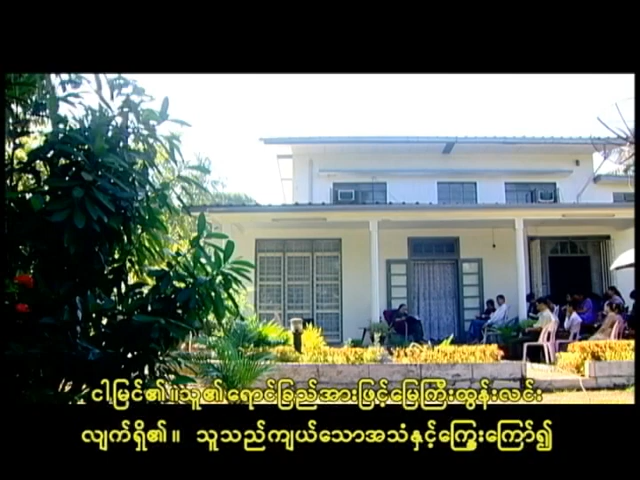 ငါမြင်၏။သူ၏ရောင်ခြည်အားဖြင့်မြေကြီးထွန်းလင်း
လျက်ရှိ၏။ သူသည်ကျယ်သောအသံနှင့်ကြွေးကြော်၍